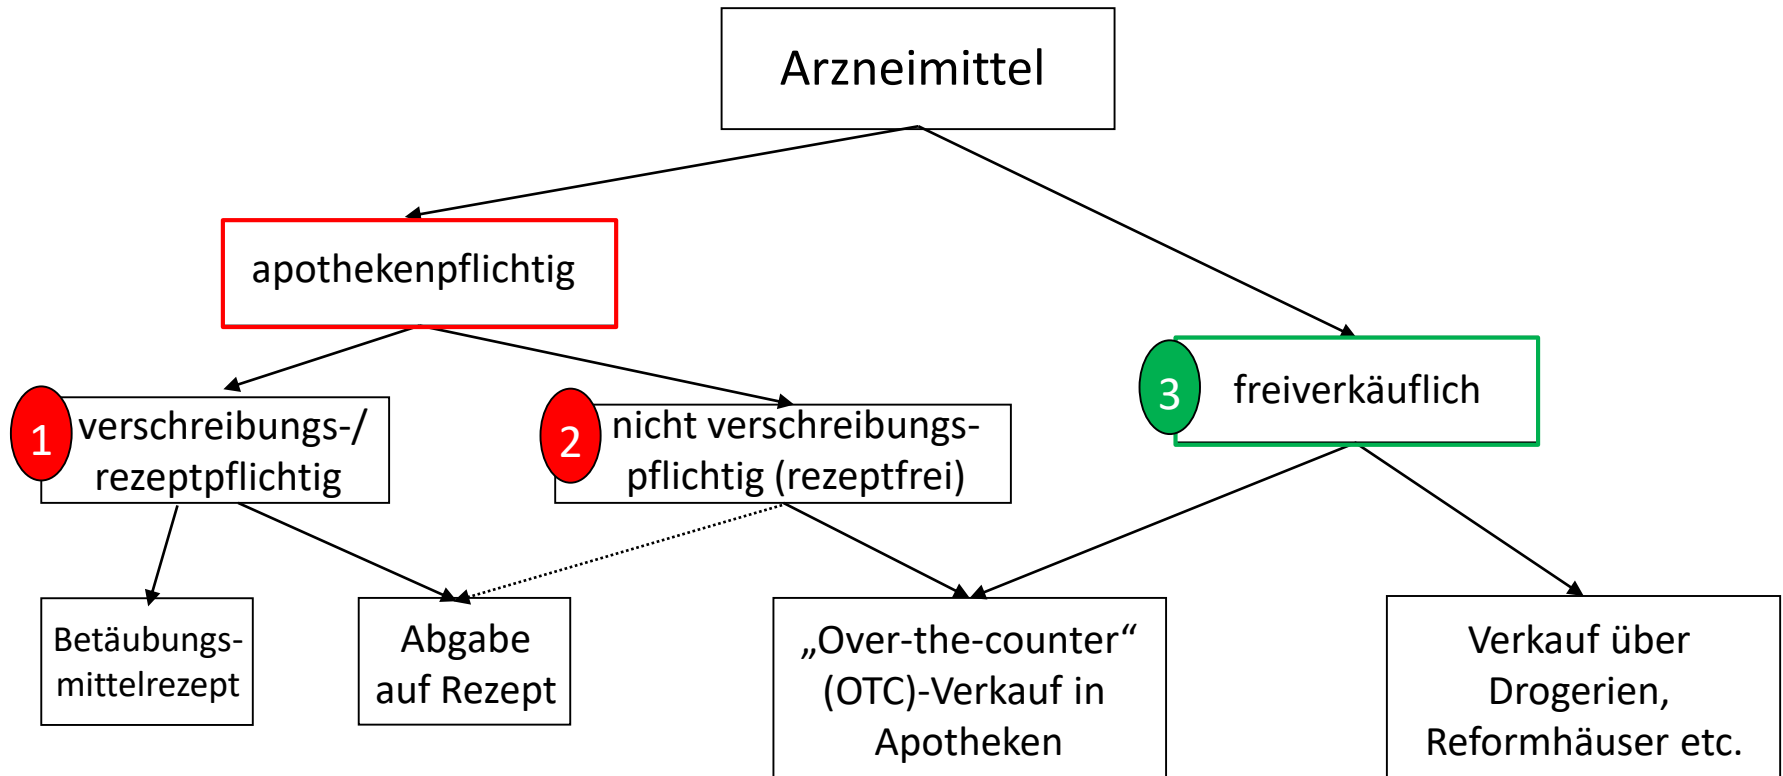 Arzneimittel
apothekenpflichtig
3
freiverkäuflich
1
verschreibungs-/
rezeptpflichtig
2
nicht verschreibungs-
pflichtig (rezeptfrei)
Betäubungs-
mittelrezept
Abgabe
auf Rezept
„Over-the-counter“
(OTC)-Verkauf in
Apotheken
Verkauf über
Drogerien,
Reformhäuser etc.